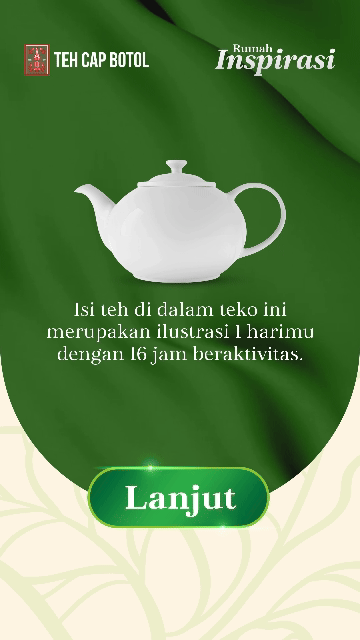 TEH CAP BOTOL
Rumah
Inspirasi
Isi teh di dalam teko ini
merupakan ilustrasi 1 harimu
dengan 16 jam beraktivitas.
Lanjut